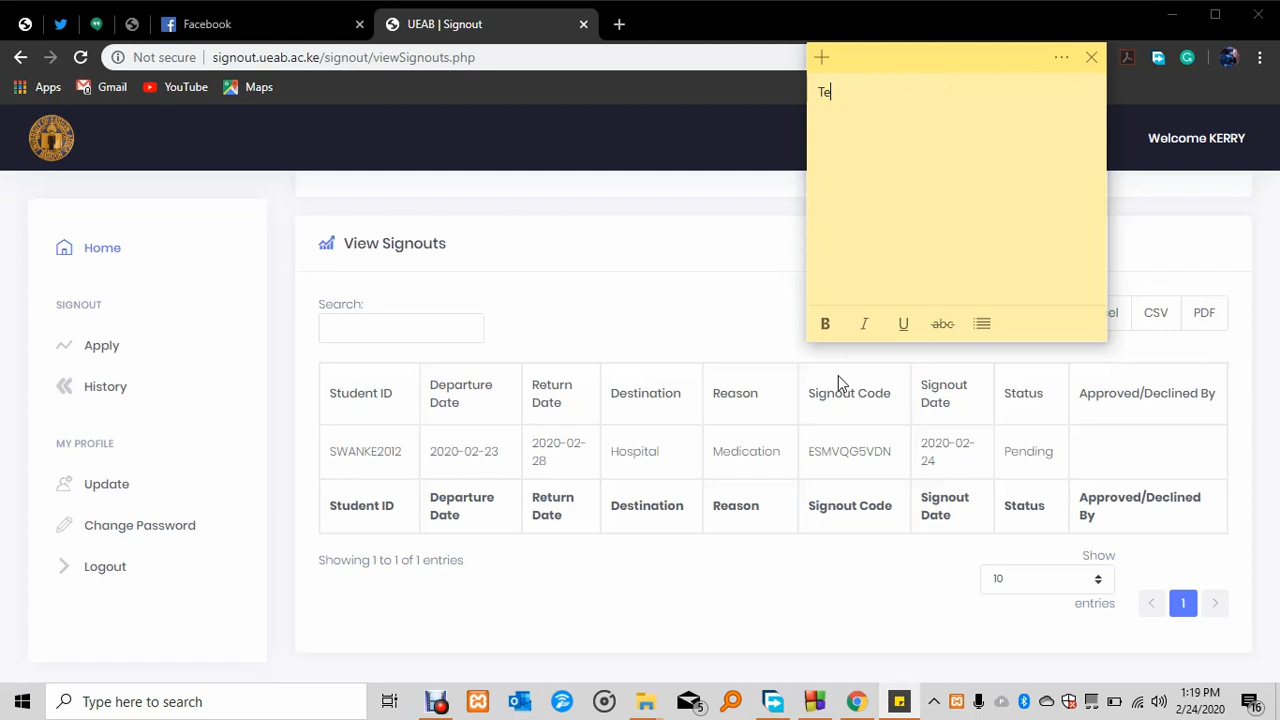 Facebook
UEAB | Signout
Not secure
signout.ueab.ac.ke/signout/viewSignouts.php
Apps
Gmail
YouTube
Maps
Te
Welcome KERRY
Home
SIGNOUT
Apply
History
MY PROFILE
Update
Change Password
Logout
View Signouts
Search:
CSV
PDF
Student ID
Departure
Date
Return
Date
Destination
Reason
Signout Code
Signout
Date
Status
Approved/Declined By
SWANKE2012
2020-02-23
2020-02-
28
Hospital
Medication
ESMVQG5VDN
2020-02-
24
Pending
Student ID
Departure
Date
Return
Date
Destination
Reason
Signout Code
Signout
Date
Status
Approved/Declined
By
Showing 1 to 1 of 1 entries
Show
10
entries
1
B I U abc
Type here to search
5
1:19 PM
2/24/2020
16